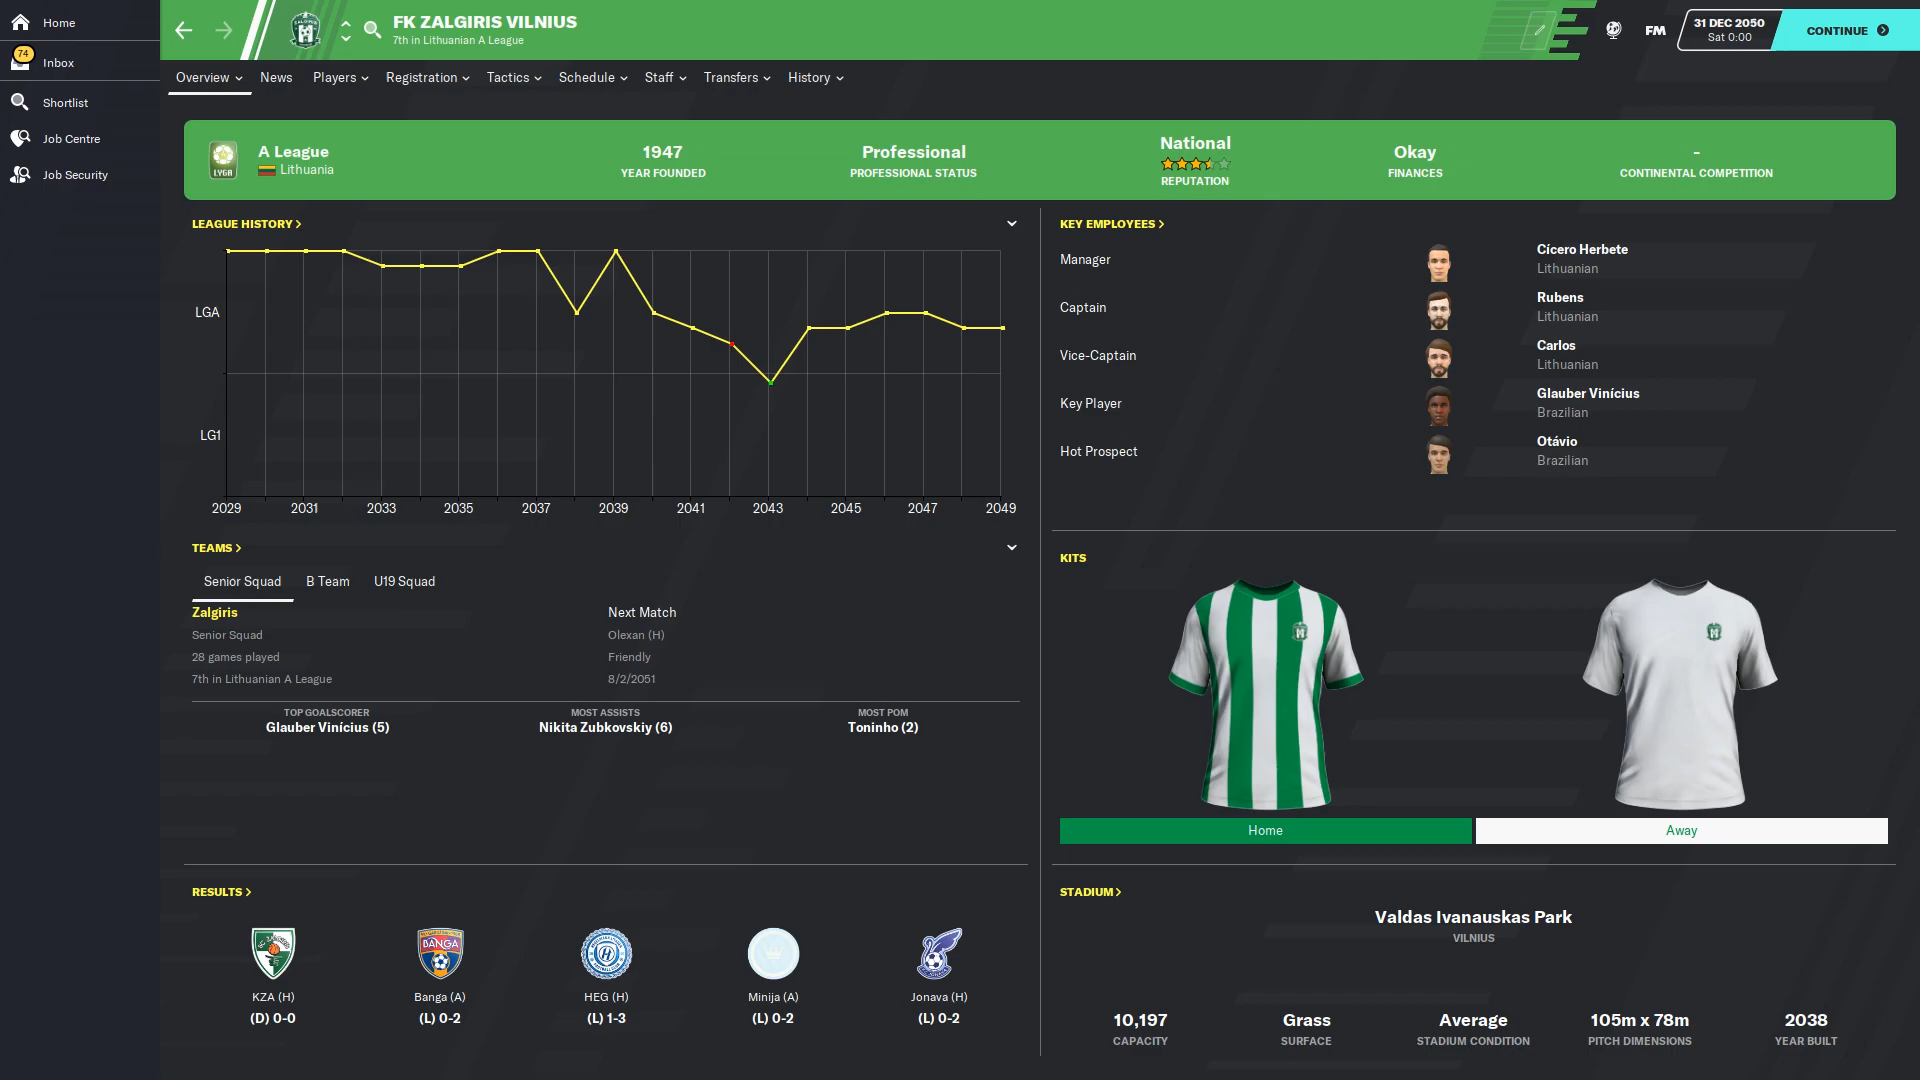 Home
74
Inbox
Shortlist
Job Centre
Job Security
FK ZALGIRIS VILNIUS
7th in Lithuanian A League
FM
31 DEC 2050
Sat 0:00
CONTINUE
Overview
News
Players
Registration
Tactics
Schedule
Staff
Transfers
History
LYGA
A League
Lithuania
1947
YEAR FOUNDED
Professional
PROFESSIONAL STATUS
National
REPUTATION
Okay
FINANCES
-
CONTINENTAL COMPETITION
LEAGUE HISTORY >
LGA
LG1
2029 2031 2033 2035 2037 2039 2041 2043 2045 2047 2049
TEAMS >
Senior Squad B Team U19 Squad
Zalgiris
Senior Squad
28 games played
7th in Lithuanian A League
Next Match
Olexan (H)
Friendly
8/2/2051
TOP GOALSCORER
Glauber Vinícius (5)
MOST ASSISTS
Nikita Zubkovskiy (6)
MOST POM
Toninho (2)
RESULTS >
BANGA
KZA (H)
(D) 0-0
Banga (A)
(L) 0-2
HEG (H)
(L) 1-3
Minija (A)
(L) 0-2
Jonava (H)
(L) 0-2
KEY EMPLOYEES >
Manager
Cícero Herbete
Lithuanian
Captain
Rubens
Lithuanian
Vice-Captain
Carlos
Lithuanian
Key Player
Glauber Vinícius
Brazilian
Hot Prospect
Otávio
Brazilian
KITS
Home
Away
STADIUM >
Valdas Ivanauskas Park
VILNIUS
10,197
CAPACITY
Grass
SURFACE
Average
STADIUM CONDITION
105m x 78m
PITCH DIMENSIONS
2038
YEAR BUILT